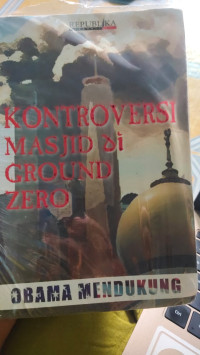 REPUBLIKA
KONTROVERSI
MASJID di
GROUND
ZERO
OBAMA MENDUKUNG